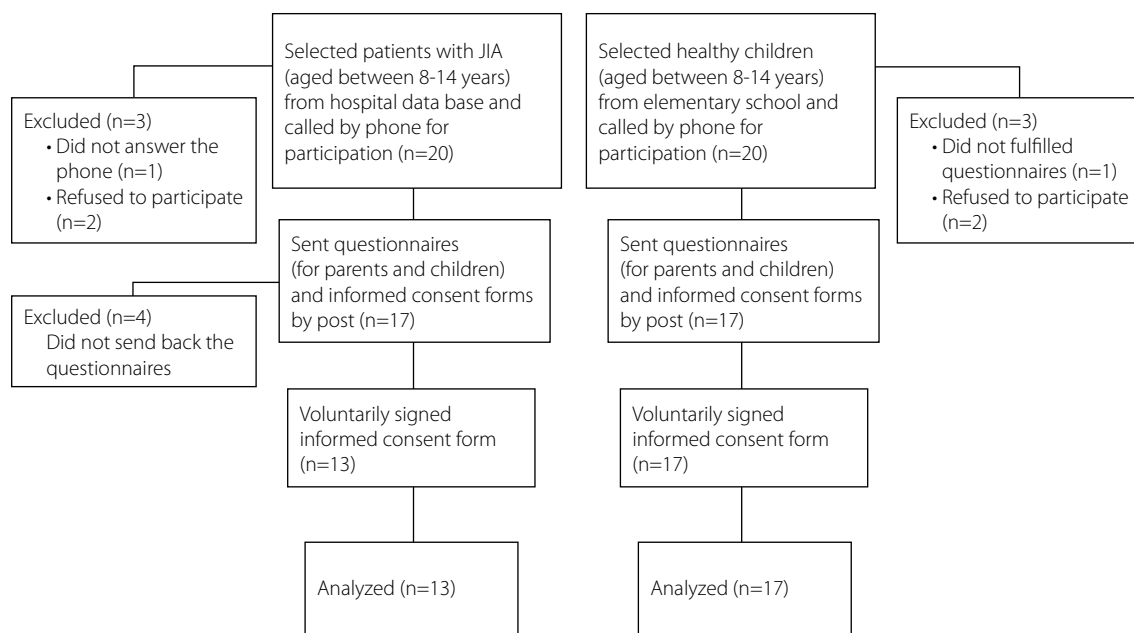 Selected patients with JIA
(aged between 8-14 years)
from hospital data base and
called by phone for
participation (n=20)
Selected healthy children
(aged between 8-14 years)
from elementary school and
called by phone for
participation (n=20)
Excluded (n=3)
• Did not answer the
phone (n=1)
• Refused to participate
(n=2)
Excluded (n=3)
• Did not fulfilled
questionnaires (n=1)
• Refused to participate
(n=2)
Sent questionnaires
(for parents and children)
and informed consent forms
by post (n=17)
Sent questionnaires
(for parents and children)
and informed consent forms
by post (n=17)
Excluded (n=4)
Did not send back the
questionnaires
Voluntarily signed
informed consent form
(n=13)
Voluntarily signed
informed consent form
(n=17)
Analyzed (n=13)
Analyzed (n=17)